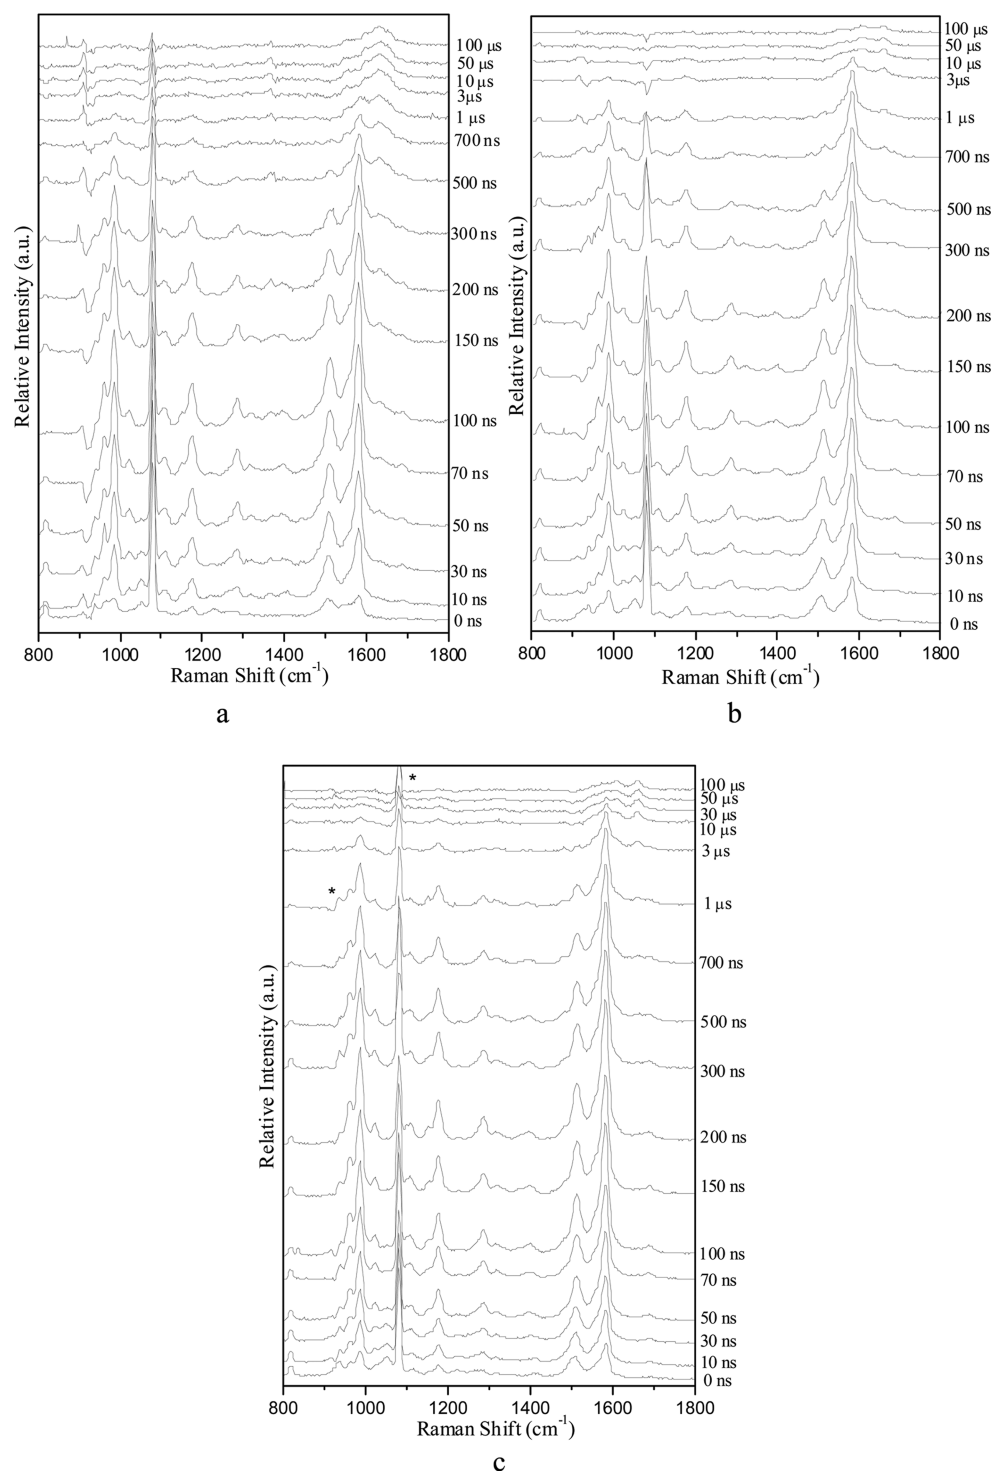 100 μs
50 μs
10 μs
3μs
1 μs
700 ns
500 ns
300 ns
200 ns
150 ns
100 ns
70 ns
50 ns
30 ns
10 ns
0 ns
Relative Intensity (a.u.)
800 1000 1200 1400 1600 1800
Raman Shift (cm-1)
a
100 μs
50 μs
10 μs
3μs
1 μs
700 ns
500 ns
300 ns
200 ns
150 ns
100 ns
70 ns
50 ns
30 ns
10 ns
0 ns
Relative Intensity (a.u.)
800 1000 1200 1400 1600 1800
Raman Shift (cm-1)
b
*
100 μs
50 μs
30 μs
10 μs
3 μs
*
1 μs
700 ns
500 ns
300 ns
200 ns
150 ns
100 ns
70 ns
50 ns
30 ns
10 ns
0 ns
Relative Intensity (a.u.)
800 1000 1200 1400 1600 1800
Raman Shift (cm-1)
c